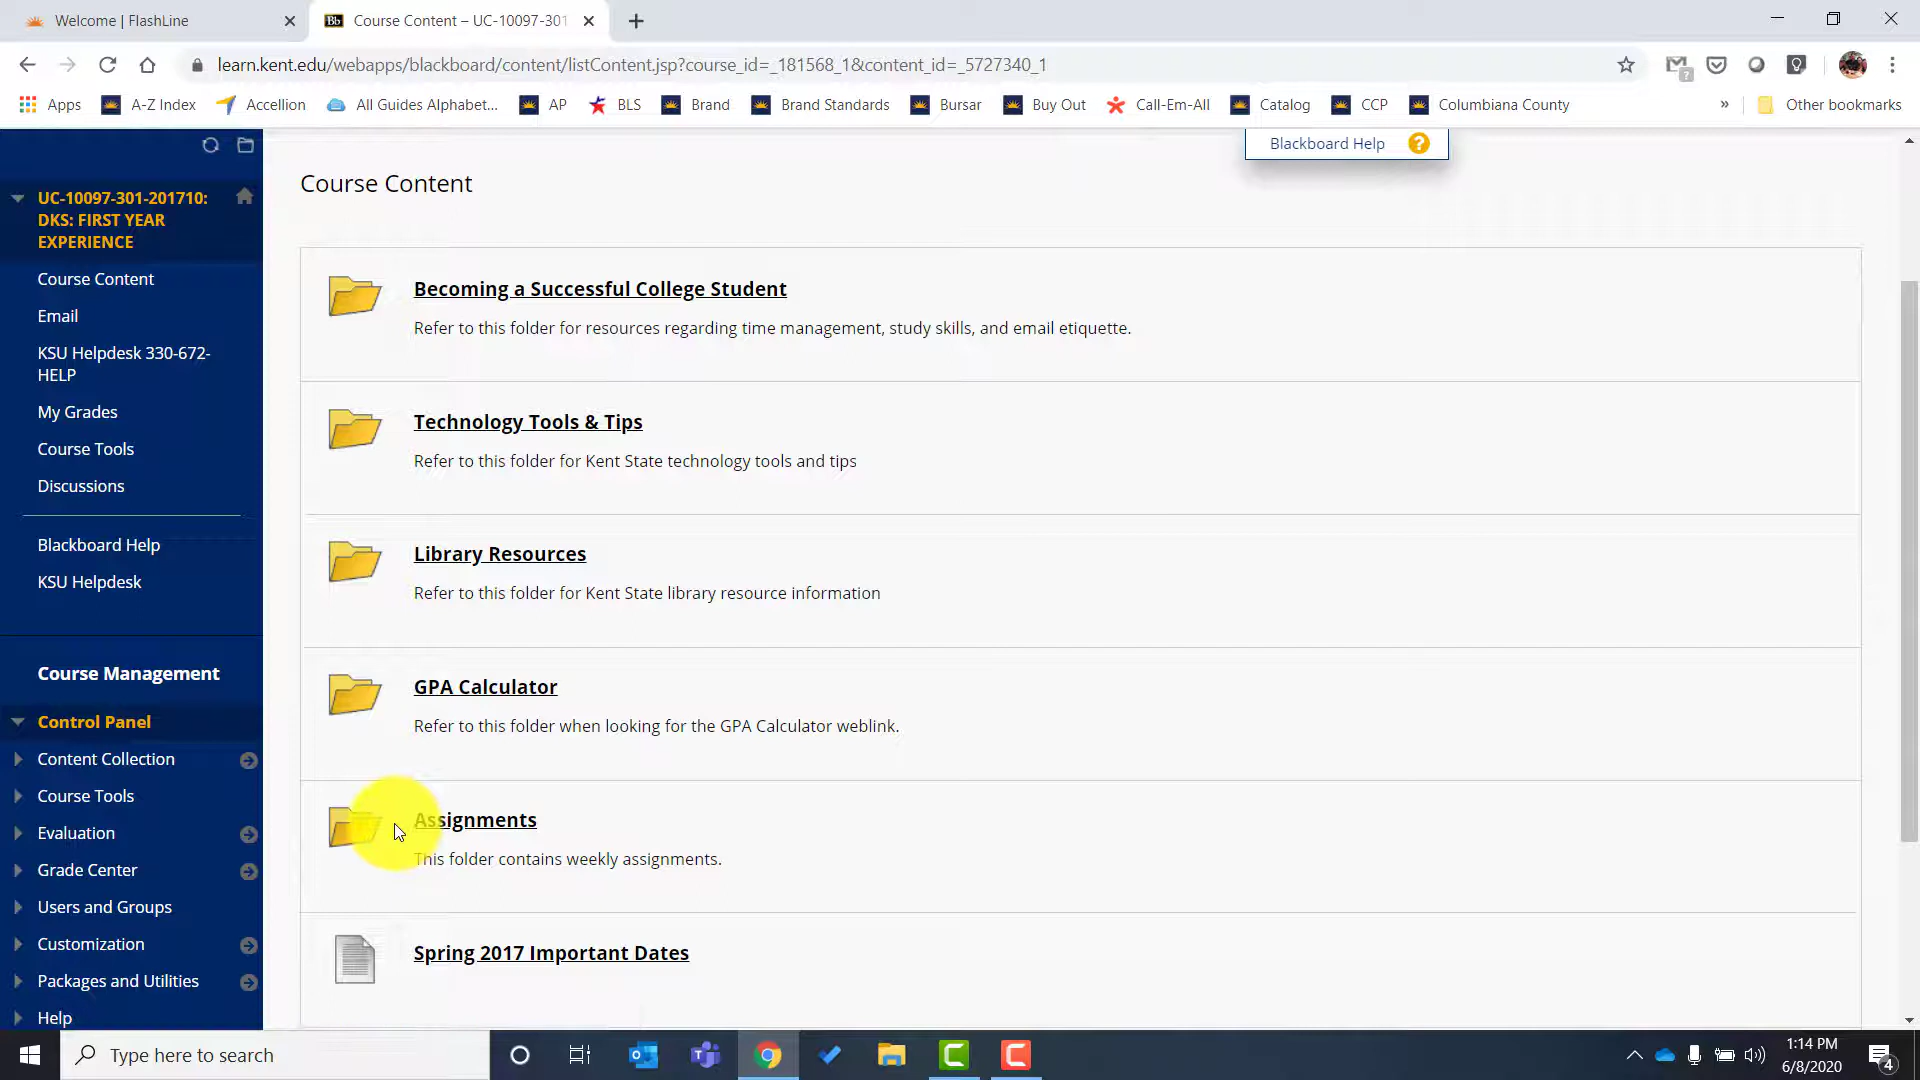 Welcome | FlashLine
Bb Course Content – UC-10097-301
learn.kent.edu/webapps/blackboard/content/listContent.jsp?course_id=_181568_1&content_id=_5727340_1
Apps A-Z Index Accellion All Guides Alphabet... AP BLS Brand Brand Standards Bursar Buy Out Call-Em-All Catalog CCP Columbiana County » Other bookmarks
Blackboard Help ?
UC-10097-301-201710:
DKS: FIRST YEAR
EXPERIENCE
Course Content
Email
KSU Helpdesk 330-672-
HELP
My Grades
Course Tools
Discussions
Blackboard Help
KSU Helpdesk
Course Management
Control Panel
Content Collection
Course Tools
Evaluation
Grade Center
Users and Groups
Customization
Packages and Utilities
Help
Course Content
Becoming a Successful College Student
Refer to this folder for resources regarding time management, study skills, and email etiquette.
Technology Tools & Tips
Refer to this folder for Kent State technology tools and tips
Library Resources
Refer to this folder for Kent State library resource information
GPA Calculator
Refer to this folder when looking for the GPA Calculator weblink.
Assignments
This folder contains weekly assignments.
Spring 2017 Important Dates
Type here to search
1:14 PM
6/8/2020
4